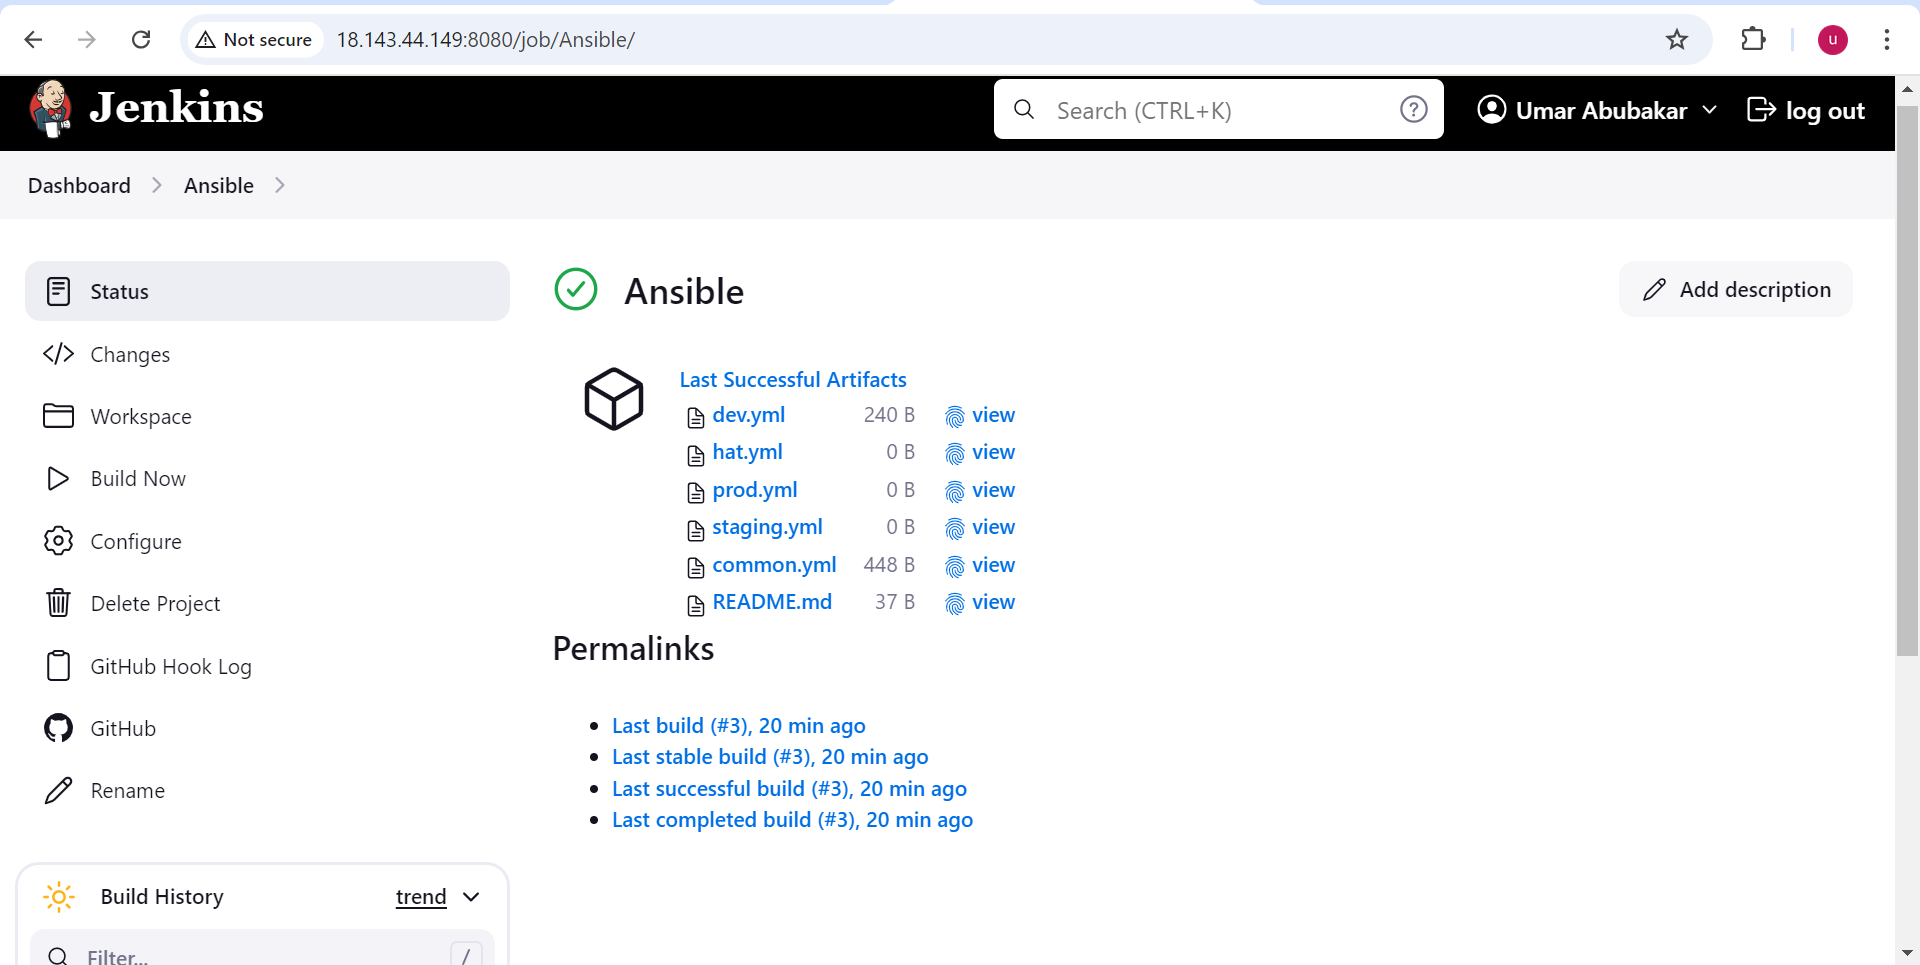 Not secure 18.143.44.149:8080/job/Ansible/ u
Jenkins Search (CTRL+K) ? Umar Abubakar log out
Dashboard Ansible
Status
Changes
Workspace
Build Now
Configure
Delete Project
GitHub Hook Log
GitHub
Rename
Build History trend
Filter... /
Ansible Add description
Last Successful Artifacts
dev.yml 240 B view
hat.yml 0 B view
prod.yml 0 B view
staging.yml 0 B view
common.yml 448 B view
README.md 37 B view
Permalinks
Last build (#3), 20 min ago
Last stable build (#3), 20 min ago
Last successful build (#3), 20 min ago
Last completed build (#3), 20 min ago